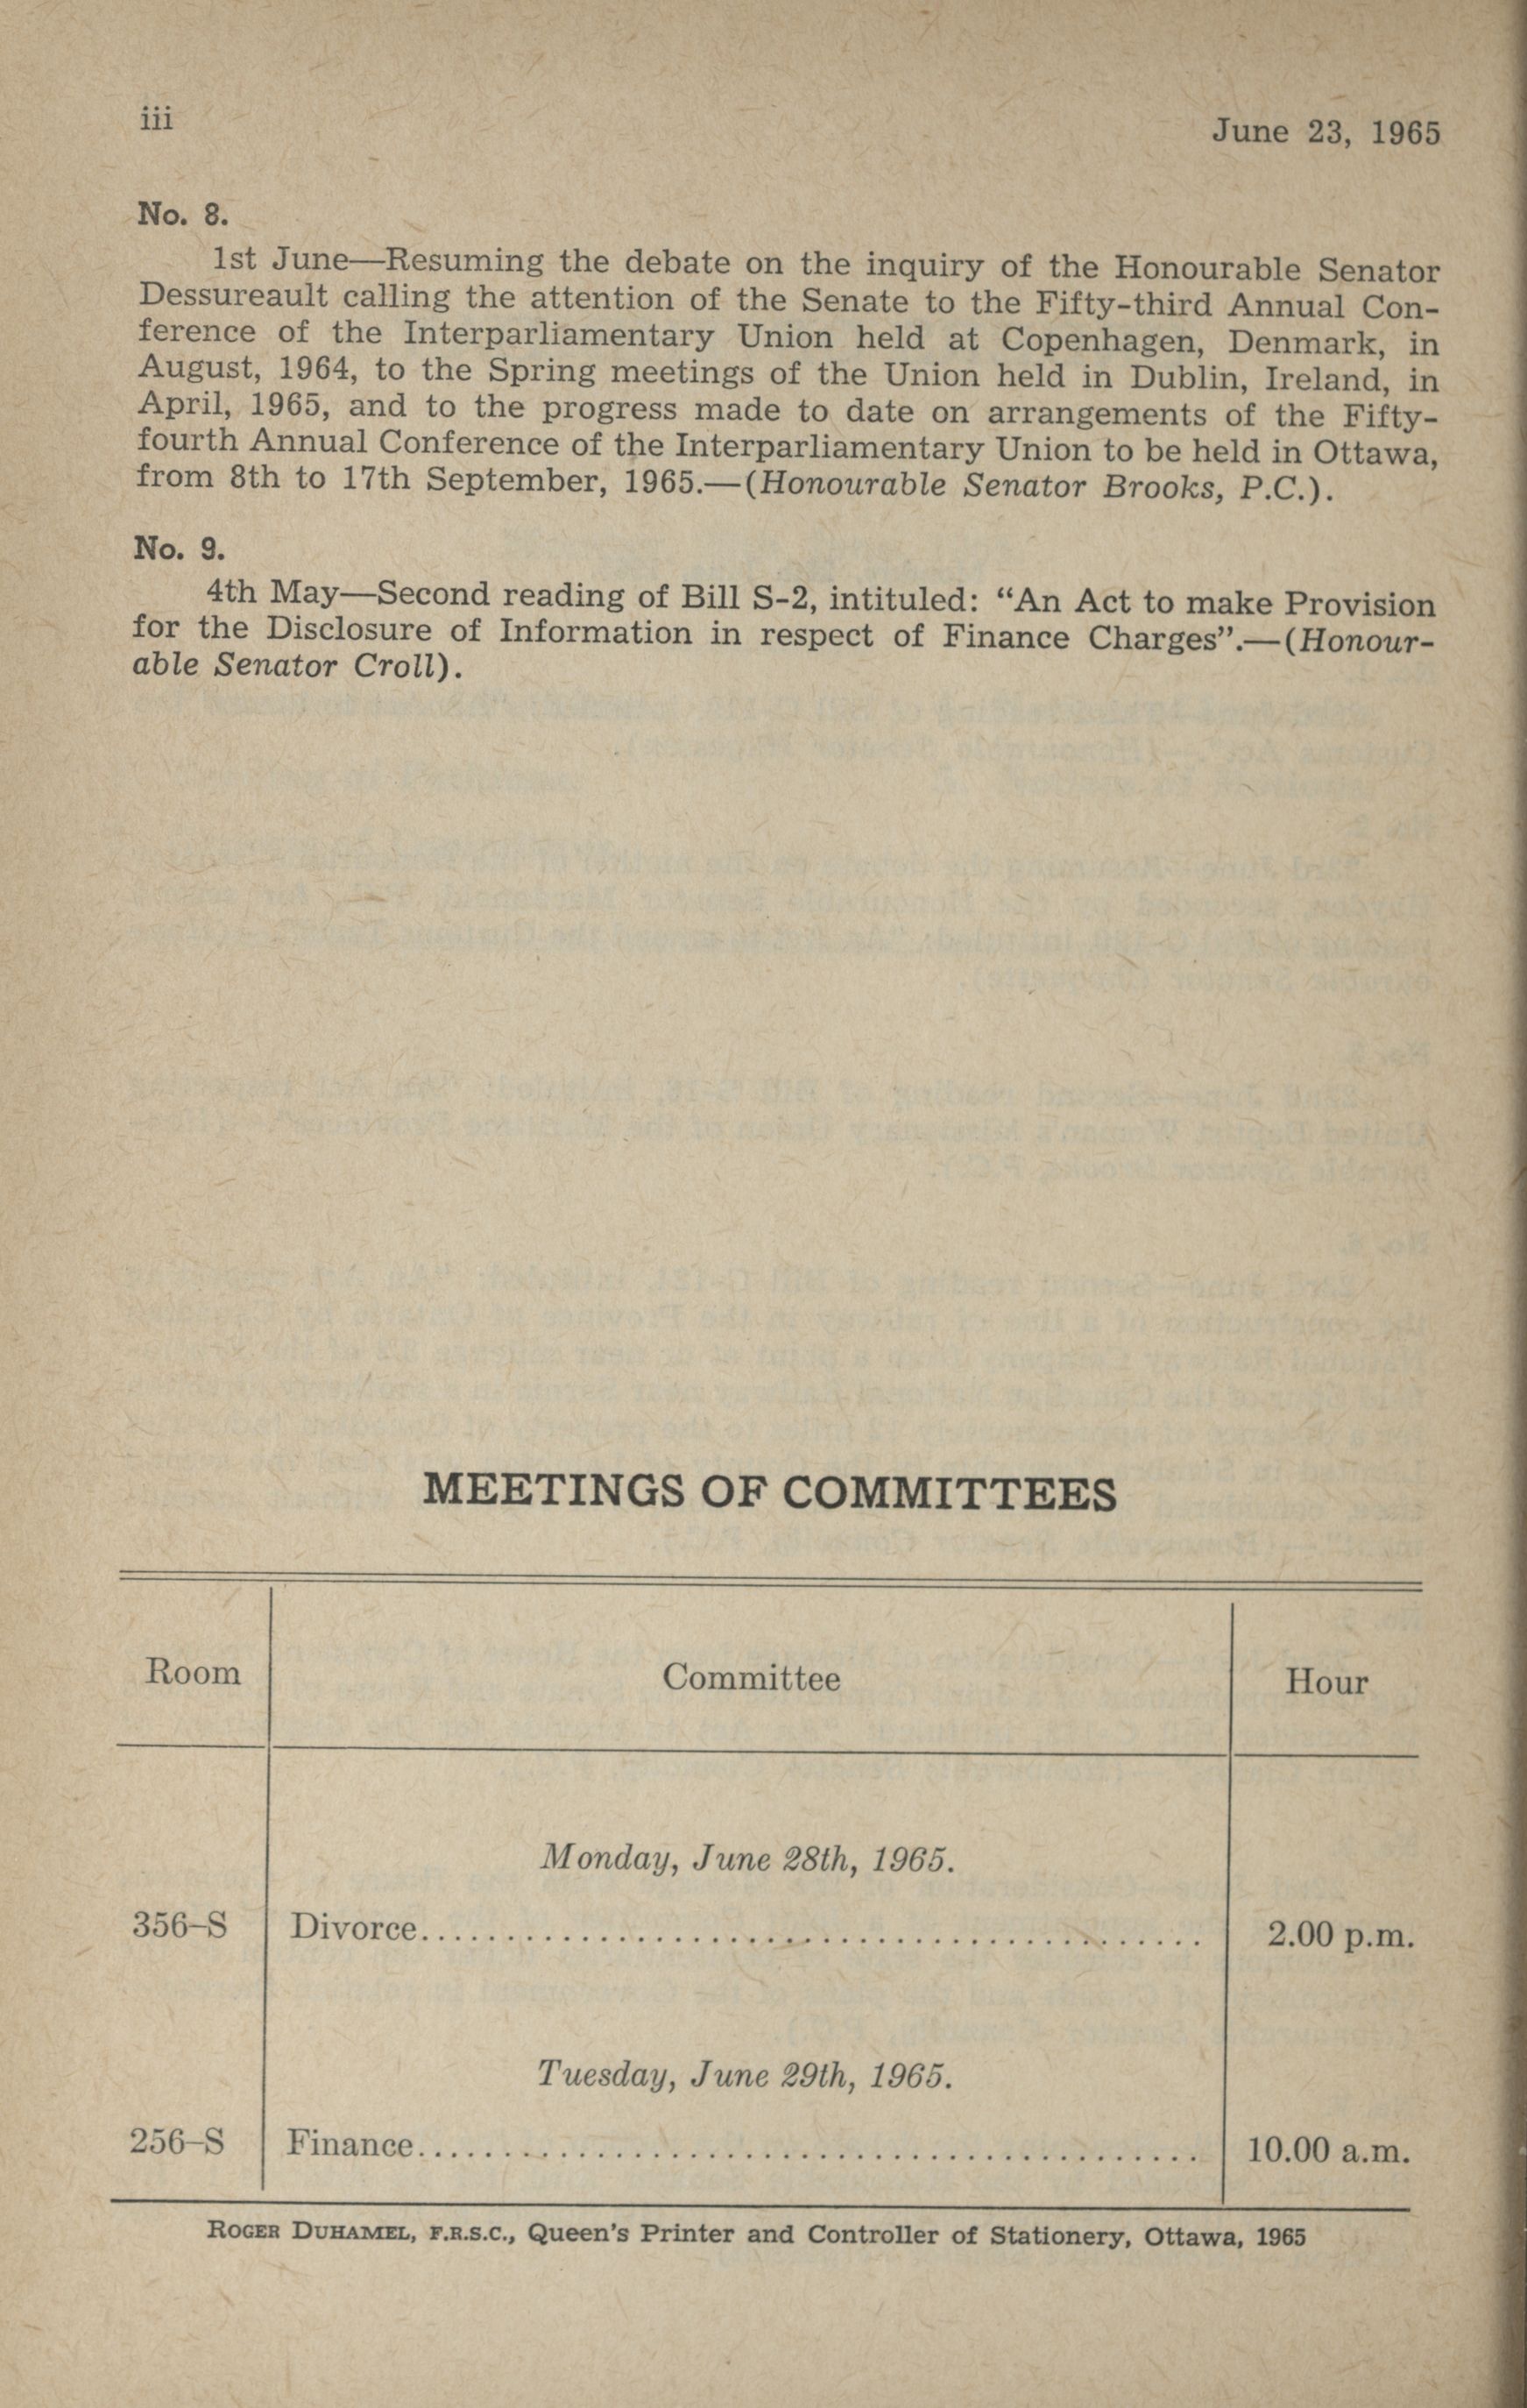 iii
June 23, 1965
No. 8.
1st June—Resuming the debate on the inquiry of the Honourable Senator
Dessureault calling the attention of the Senate to the Fifty-third Annual Con-
ference of the Interparliamentary Union held at Copenhagen, Denmark, in
August, 1964, to the Spring meetings of the Union held in Dublin, Ireland, in
April, 1965, and to the progress made to date on arrangements of the Fifty-
fourth Annual Conference of the Interparliamentary Union to be held in Ottawa,
from 8th to 17th September, 1965.—(Honourable Senator Brooks, P.C.).
No. 9.
4th May—Second reading of Bill S-2, intituled: “An Act to make Provision
for the Disclosure of Information in respect of Finance Charges”.—(Honour-
able Senator Croll).
MEETINGS OF COMMITTEES
Room Committee Hour
Monday, June 28th, 1965.
356–S Divorce................................................ 2.00 p.m.
Tuesday, June 29th, 1965.
256–S Finance................................................ 10.00 a.m.
ROGER DUHAMEL, F.R.S.C., Queen's Printer and Controller of Stationery, Ottawa, 1965